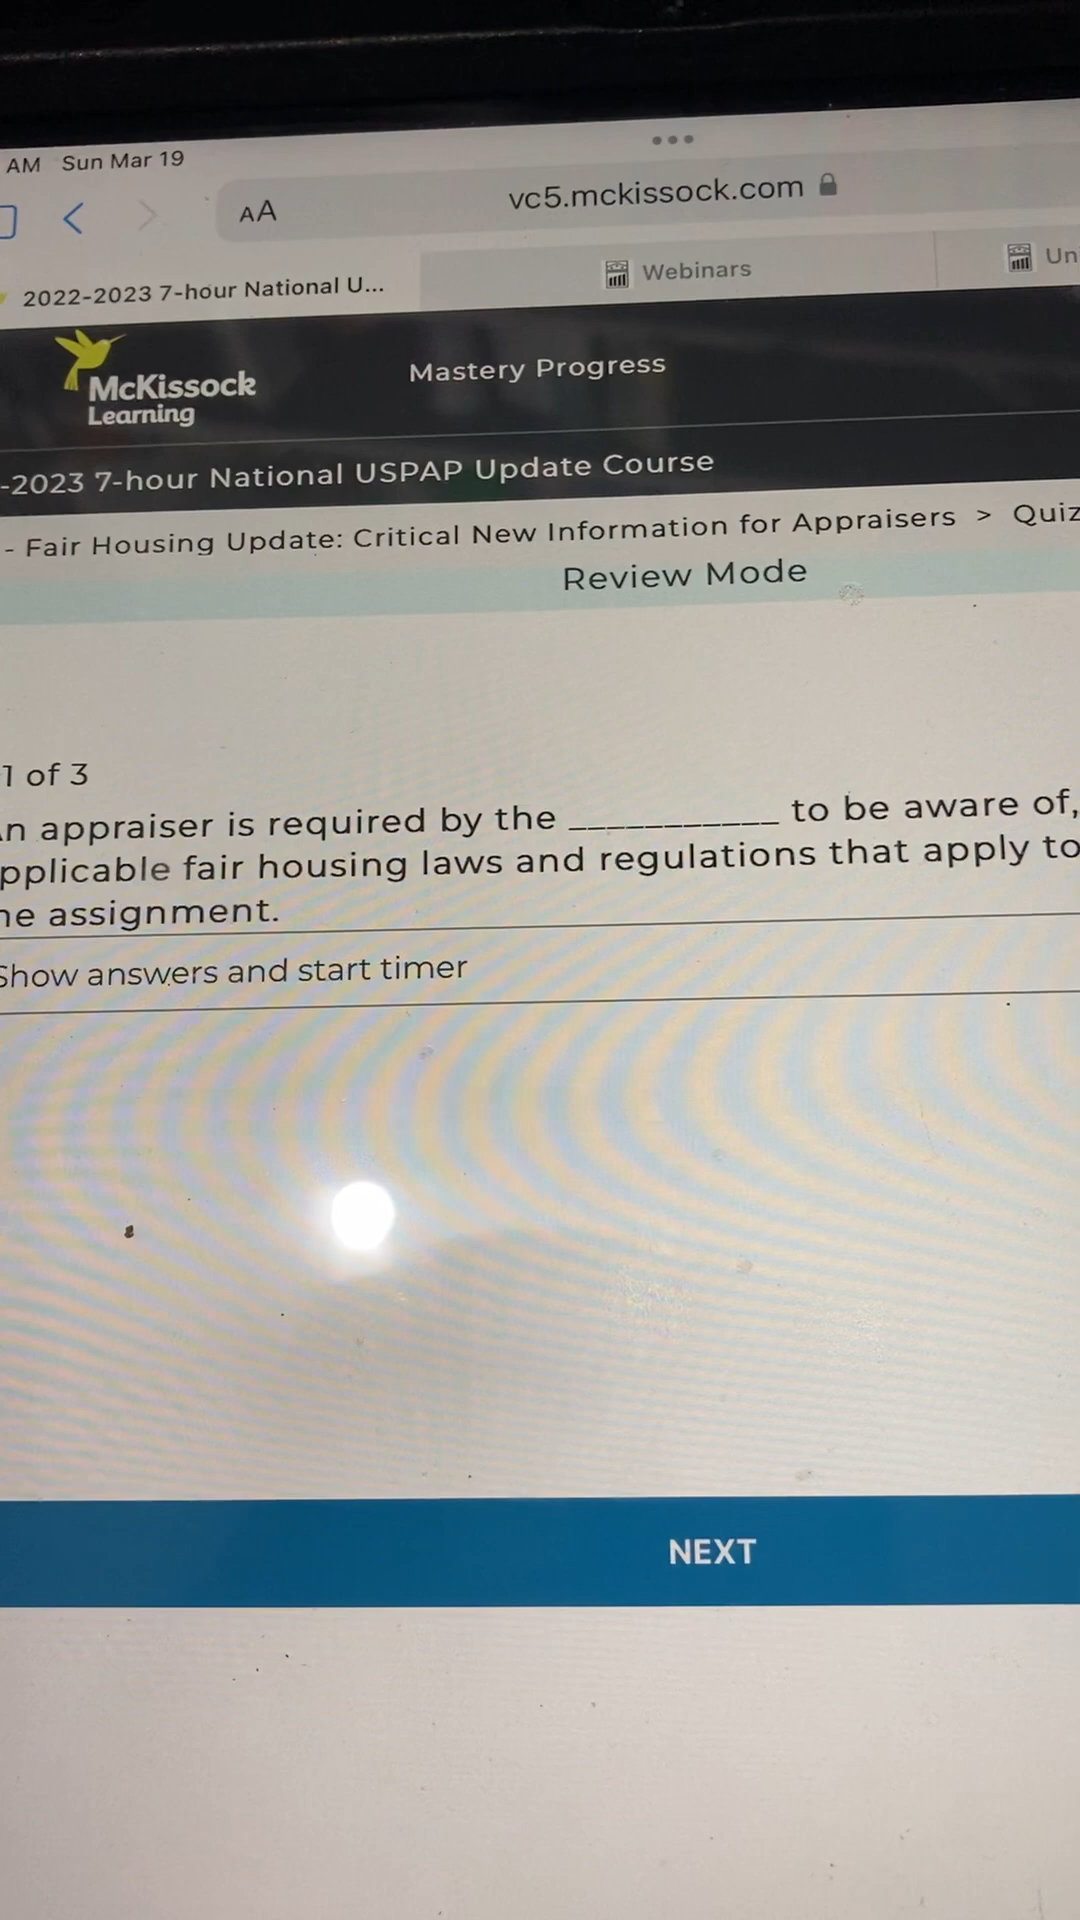 AM Sun Mar 19
AA
vc5.mckissock.com
2022-2023 7-hour National U...
Webinars
Un
McKissock
Learning
Mastery Progress
-2023 7-hour National USPAP Update Course
- Fair Housing Update: Critical New Information for Appraisers > Quiz
Review Mode
1 of 3
n appraiser is required by the ___________ to be aware of,
pplicable fair housing laws and regulations that apply to
he assignment.
Show answers and start timer
NEXT